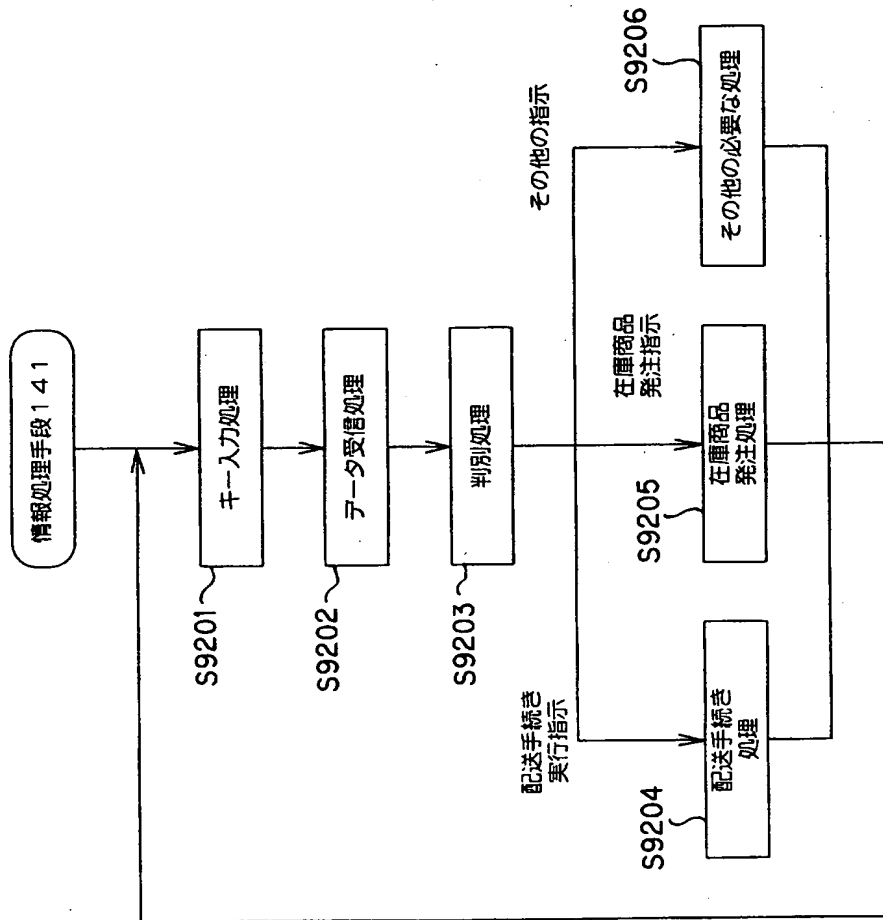 情報処理手段141
キー入力処理
S9201
データ受信処理
S9202
判別処理
S9203
配送手続き
実行指示
在庫商品
発注指示
その他の指示
配送手続き
処理
S9204
在庫商品
発注処理
S9205
その他の必要な処理
S9206